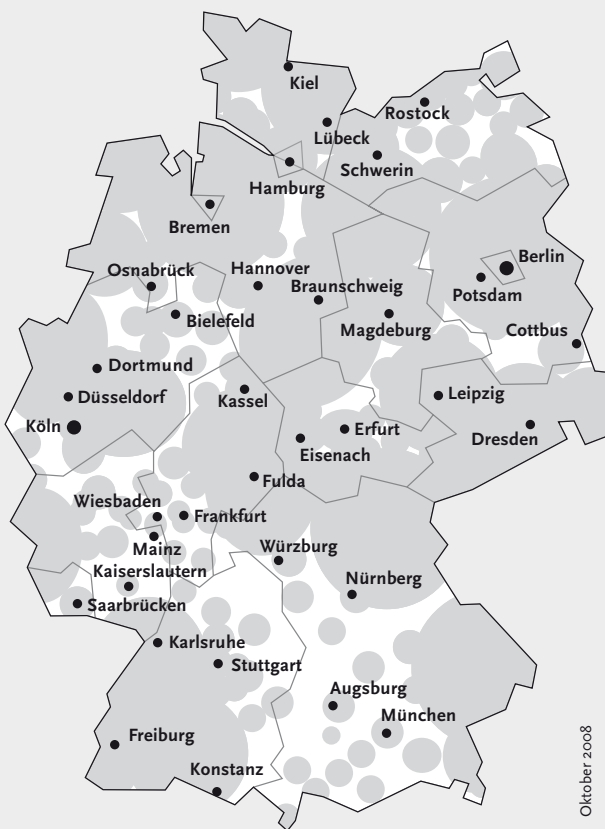 Kiel
Rostock
Lübeck
Schwerin
Hamburg
Bremen
Berlin
Osnabrück
Hannover
Potsdam
Braunschweig
Bielefeld
Magdeburg
Cottbus
Dortmund
Düsseldorf
Kassel
Leipzig
Köln
Erfurt
Dresden
Eisenach
Fulda
Wiesbaden
Frankfurt
Mainz
Würzburg
Kaiserslautern
Nürnberg
Saarbrücken
Karlsruhe
Stuttgart
Augsburg
München
Freiburg
Konstanz
Oktober 2008